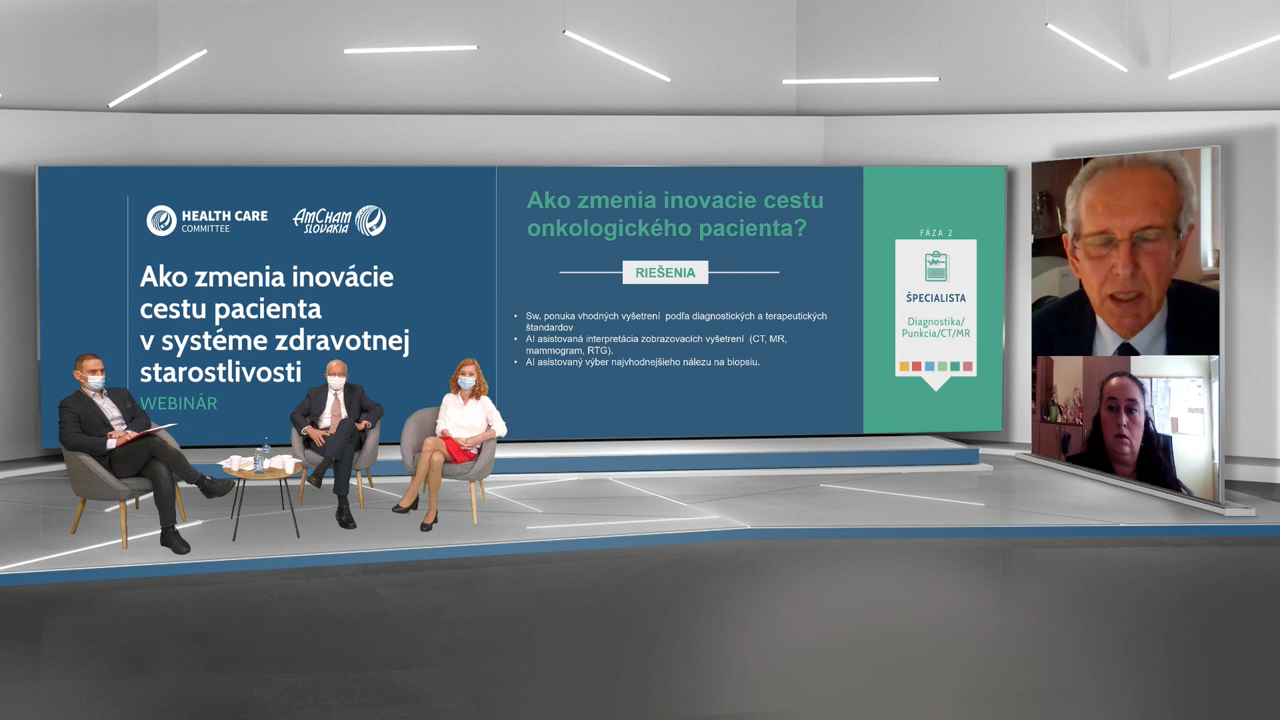 HEALTH CARE
COMMITTEE
AMCHAM
SLOVAKIA
Ako zmenia inovácie
cestu pacienta
v systéme zdravotnej
starostlivosti
WEBINÁR
Ako zmenia inovacie cestu
onkologického pacienta?
RIEŠENIA
• Sw. ponuka vhodných vyšetrení podľa diagnostických a terapeutických
štandardov
• AI asistovaná interpretácia zobrazovacích vyšetrení (CT, MR,
mammogram, RTG).
• AI asistovaný výber najvhodnejšieho nálezu na biopsiu.
FÁZA 2
ŠPECIALISTA
Diagnostika/
Punkcia/CT/MR